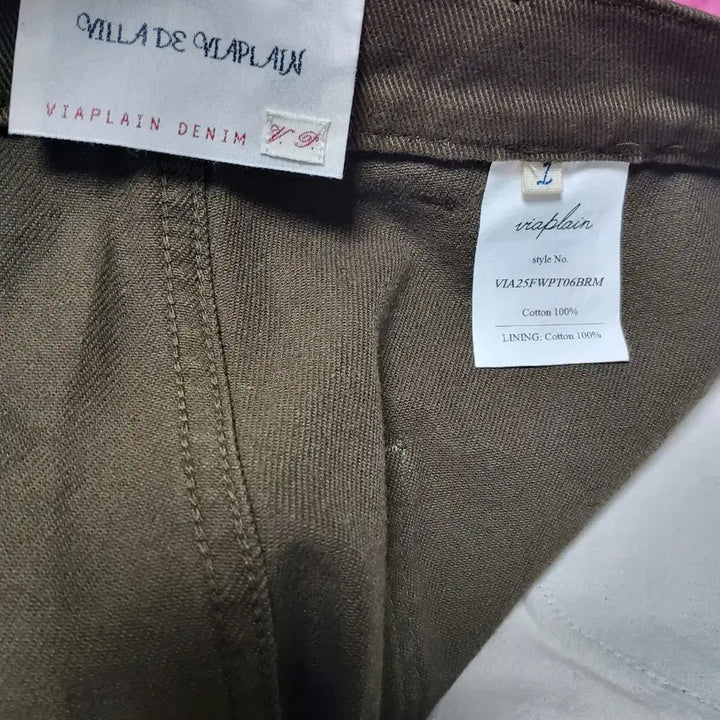 VILLA DE VIAPLAIN
VIAPLAIN DENIM
V. P.
1
viaplain
style No.
VIA25FWPT06BRM
Cotton 100%
LINING: Cotton 100%